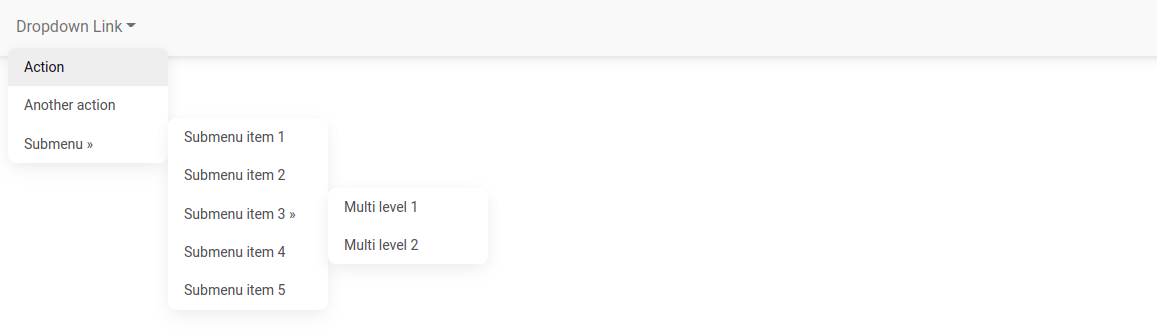 Dropdown Link
Action
Another action
Submenu »
Submenu item 1
Submenu item 2
Submenu item 3 »
Submenu item 4
Submenu item 5
Multi level 1
Multi level 2